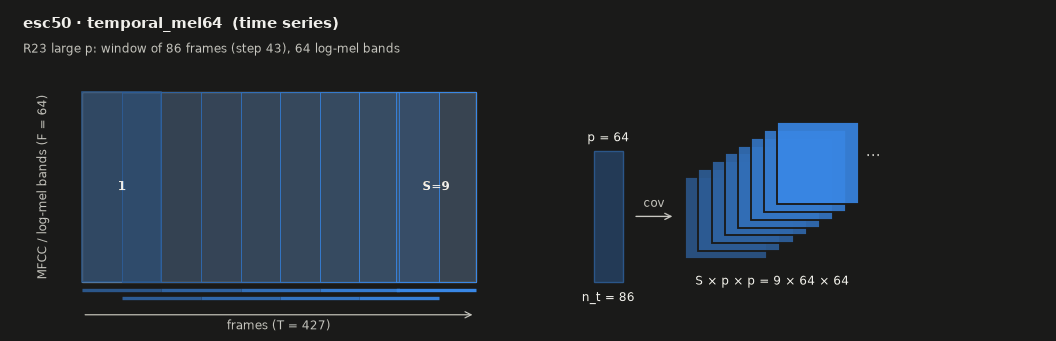 esc50 · temporal_mel64  (time series)
R23 large p: window of 86 frames (step 43), 64 log-mel bands
MFCC / log-mel bands (F = 64)
1
S=9
frames (T = 427)
p = 64
n_t = 86
cov
...
S × p × p = 9 × 64 × 64